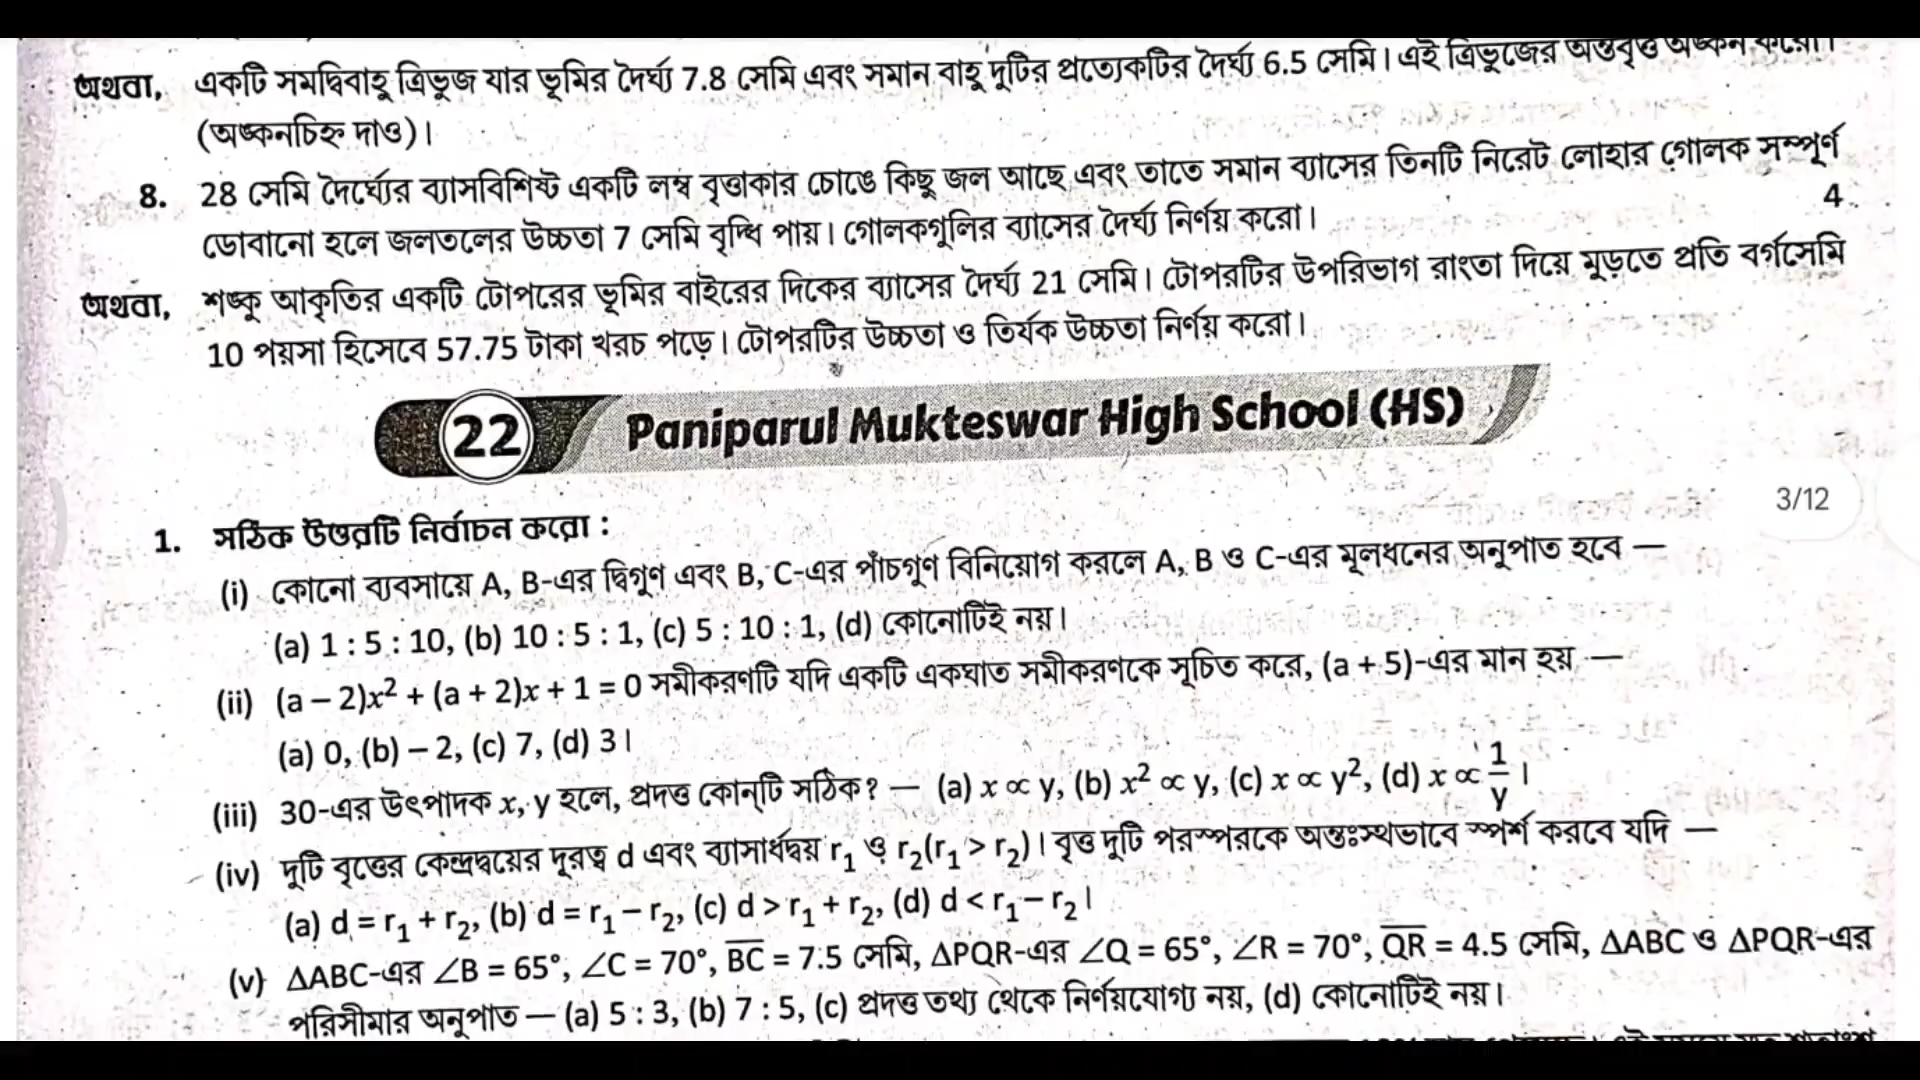 অথবা, একটি সমদ্বিবাহু ত্রিভুজ যার ভূমির দৈর্ঘ্য 7.8 সেমি এবং সমান বাহু দুটির প্রত্যেকটির দৈর্ঘ্য 6.5 সেমি। এই ত্রিভুজের অন্তবৃত্ত অঙ্কন করো।
(অঙ্কনচিহ্ন দাও)।
8. 28 সেমি দৈর্ঘ্যের ব্যাসবিশিষ্ট একটি লম্ব বৃত্তাকার চোঙে কিছু জল আছে এবং তাতে সমান ব্যাসের তিনটি নিরেট লোহার গোলক সম্পূর্ণ
ডোবানো হলে জলতলের উচ্চতা 7 সেমি বৃদ্ধি পায়। গোলকগুলির ব্যাসের দৈর্ঘ্য নির্ণয় করো। 4
অথবা, শঙ্কু আকৃতির একটি টোপরের ভূমির বাইরের দিকের ব্যাসের দৈর্ঘ্য 21 সেমি। টোপরটির উপরিভাগ রাংতা দিয়ে মুড়তে প্রতি বর্গসেমি
10 পয়সা হিসেবে 57.75 টাকা খরচ পড়ে। টোপরটির উচ্চতা ও তির্যক উচ্চতা নির্ণয় করো।
22 Paniparul Mukteswar High School (HS)
3/12
1. সঠিক উত্তরটি নির্বাচন করো :
(i) কোনো ব্যবসায়ে A, B-এর দ্বিগুণ এবং B, C-এর পাঁচগুণ বিনিয়োগ করলে A, B ও C-এর মূলধনের অনুপাত হবে —
(a) 1 : 5 : 10, (b) 10 : 5 : 1, (c) 5 : 10 : 1, (d) কোনোটিই নয়।
(ii) (a – 2)x² + (a + 2)x + 1 = 0 সমীকরণটি যদি একটি একঘাত সমীকরণকে সূচিত করে, (a + 5)-এর মান হয় —
(a) 0, (b) – 2, (c) 7, (d) 3।
(iii) 30-এর উৎপাদক x, y হলে, প্রদত্ত কোন্‌টি সঠিক? — (a) x ∝ y, (b) x² ∝ y, (c) x ∝ y², (d) x ∝ 1/y।
(iv) দুটি বৃত্তের কেন্দ্রদ্বয়ের দূরত্ব d এবং ব্যাসার্ধদ্বয় r₁ ও r₂(r₁ > r₂)। বৃত্ত দুটি পরস্পরকে অন্তঃস্থভাবে স্পর্শ করবে যদি —
(a) d = r₁ + r₂, (b) d = r₁ – r₂, (c) d > r₁ + r₂, (d) d < r₁ – r₂।
(v) ΔABC-এর ∠B = 65°, ∠C = 70°, B̅C̅ = 7.5 সেমি, ΔPQR-এর ∠Q = 65°, ∠R = 70°, Q̅R̅ = 4.5 সেমি, ΔABC ও ΔPQR-এর
পরিসীমার অনুপাত — (a) 5 : 3, (b) 7 : 5, (c) প্রদত্ত তথ্য থেকে নির্ণয়যোগ্য নয়, (d) কোনোটিই নয়।